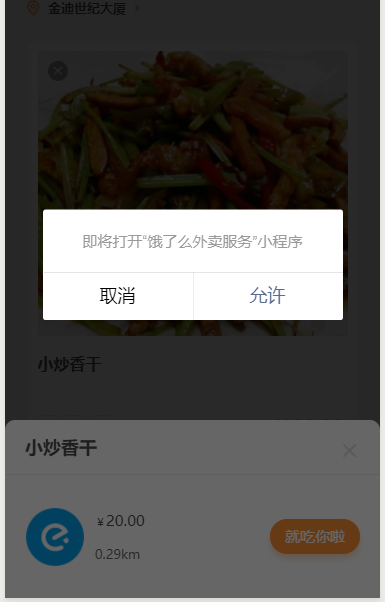 金迪世纪大厦 ›
即将打开“饿了么外卖服务”小程序
取消
允许
小炒香干
小炒香干
¥20.00
就吃你啦
0.29km